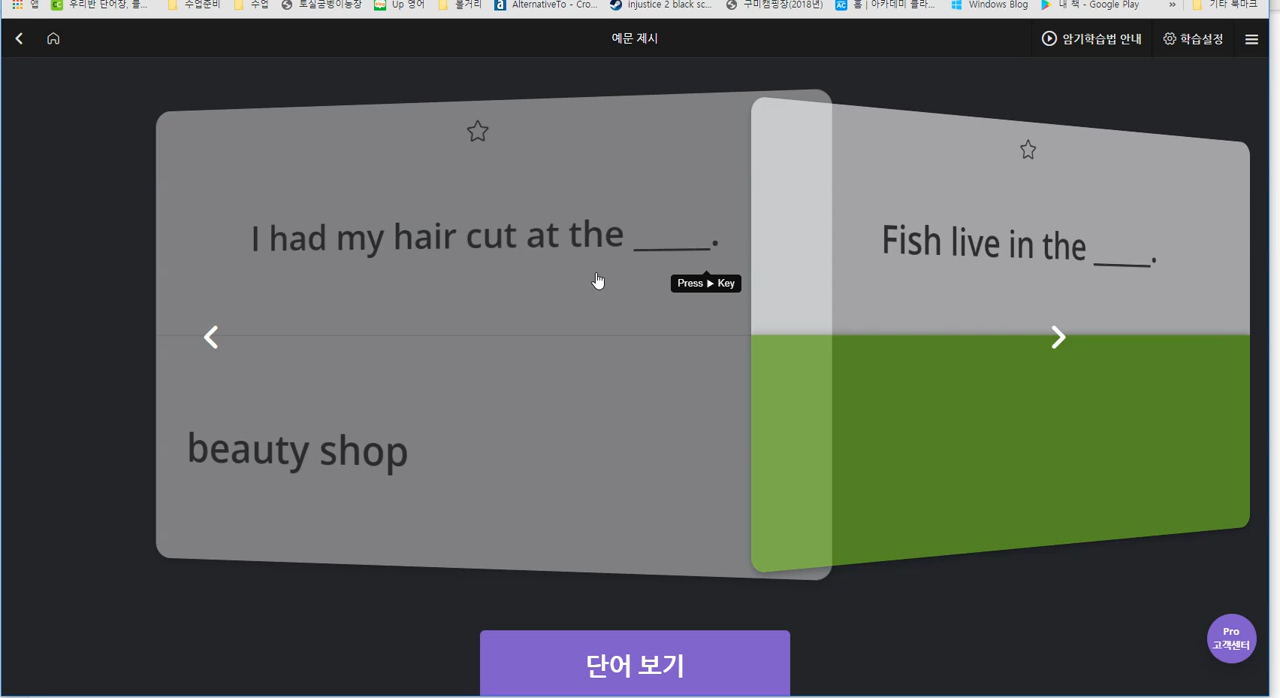 앱
우리반 단어장, 클...
수업준비
수업
토실금벙이농장
Up 영어
볼거리
AlternativeTo - Cro...
injustice 2 black sc...
구미캠핑장(2018년)
홈 | 아카데미 클라...
Windows Blog
내 책 - Google Play
»
기타 북마크
예문 제시
암기학습법 안내
학습설정
I had my hair cut at the _____.
Fish live in the ____.
Press ▶ Key
beauty shop
단어 보기
Pro
고객센터